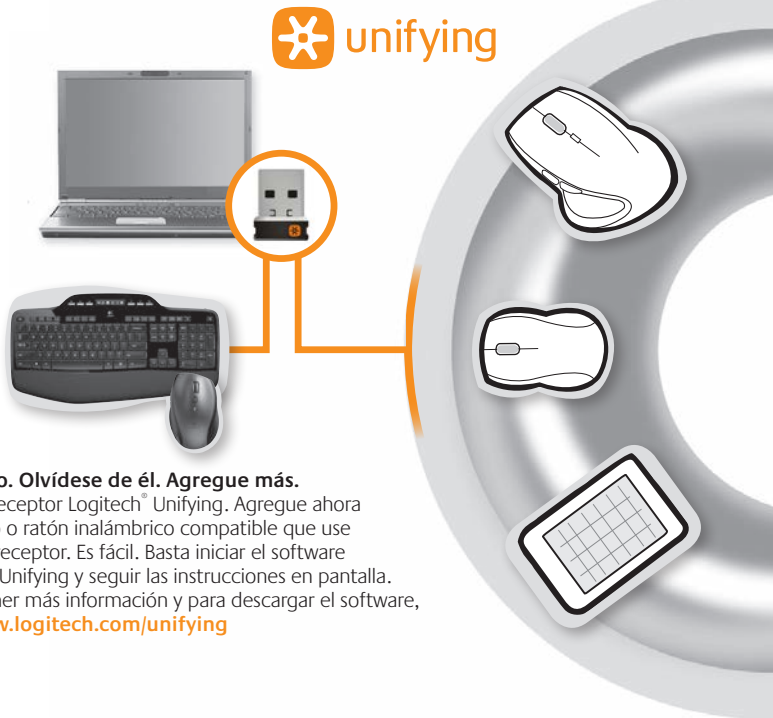 unifying
o. Olvídese de él. Agregue más.
eceptor Logitech® Unifying. Agregue ahora
o ratón inalámbrico compatible que use
receptor. Es fácil. Basta iniciar el software
Unifying y seguir las instrucciones en pantalla.
ner más información y para descargar el software,
w.logitech.com/unifying